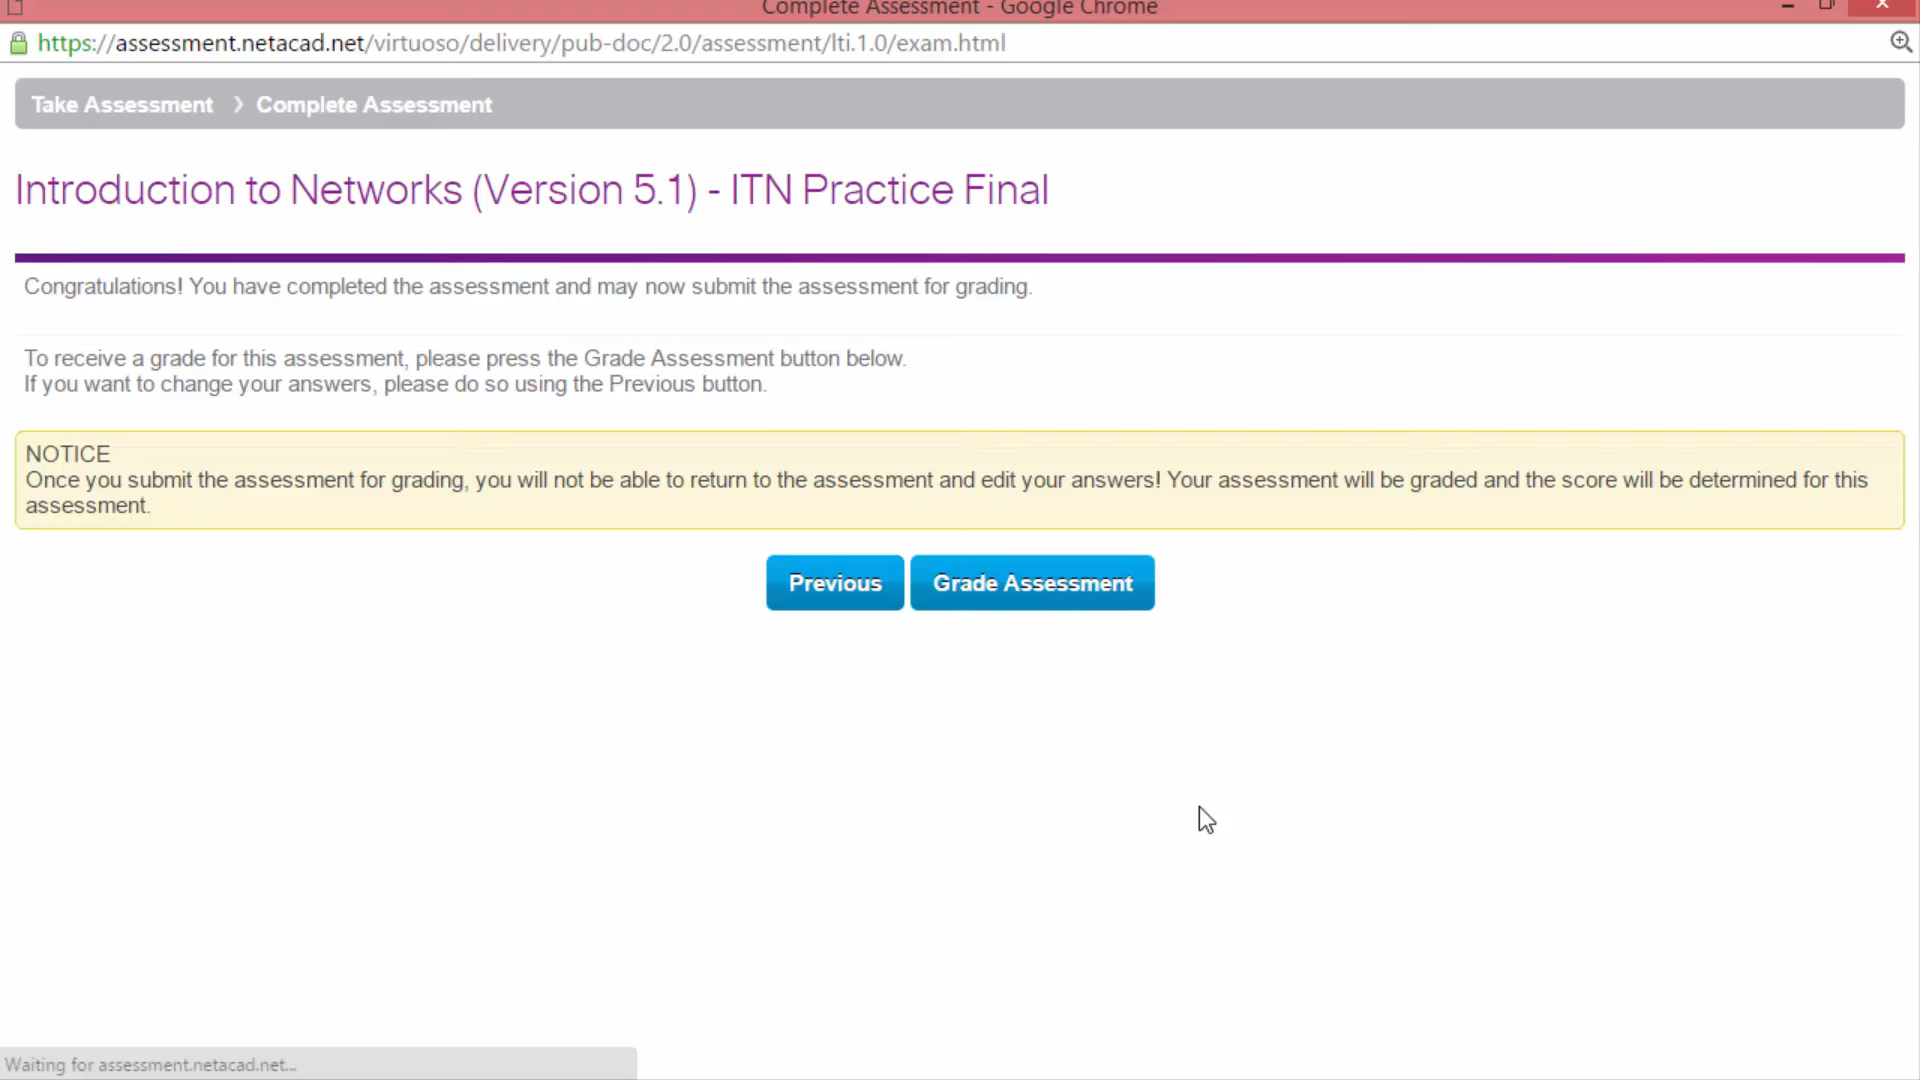 Complete Assessment - Google Chrome
https://assessment.netacad.net/virtuoso/delivery/pub-doc/2.0/assessment/lti.1.0/exam.html
Take Assessment > Complete Assessment
Introduction to Networks (Version 5.1) - ITN Practice Final
Congratulations! You have completed the assessment and may now submit the assessment for grading.
To receive a grade for this assessment, please press the Grade Assessment button below.
If you want to change your answers, please do so using the Previous button.
NOTICE
Once you submit the assessment for grading, you will not be able to return to the assessment and edit your answers! Your assessment will be graded and the score will be determined for this
assessment.
Previous Grade Assessment
Waiting for assessment.netacad.net...